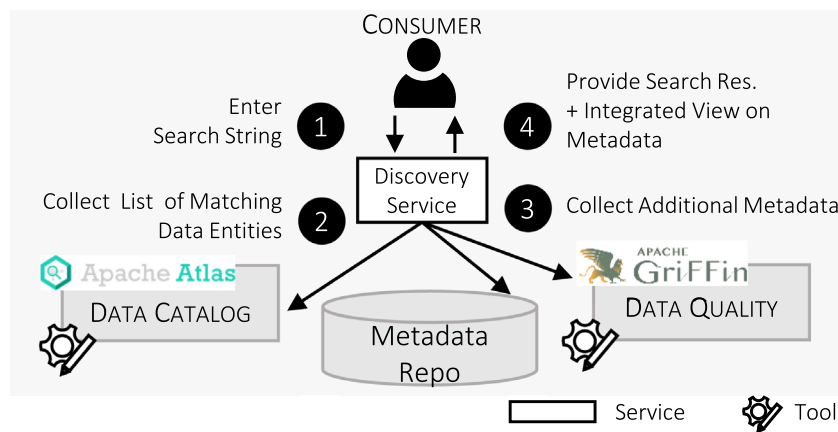 CONSUMER
Enter
Search String
1
4
Provide Search Res.
+ Integrated View on
Metadata
Discovery
Service
Collect List of Matching
Data Entities
2
3
Collect Additional Metadata
Apache Atlas
DATA CATALOG
Metadata
Repo
APACHE
GriFFin
DATA QUALITY
Service
Tool